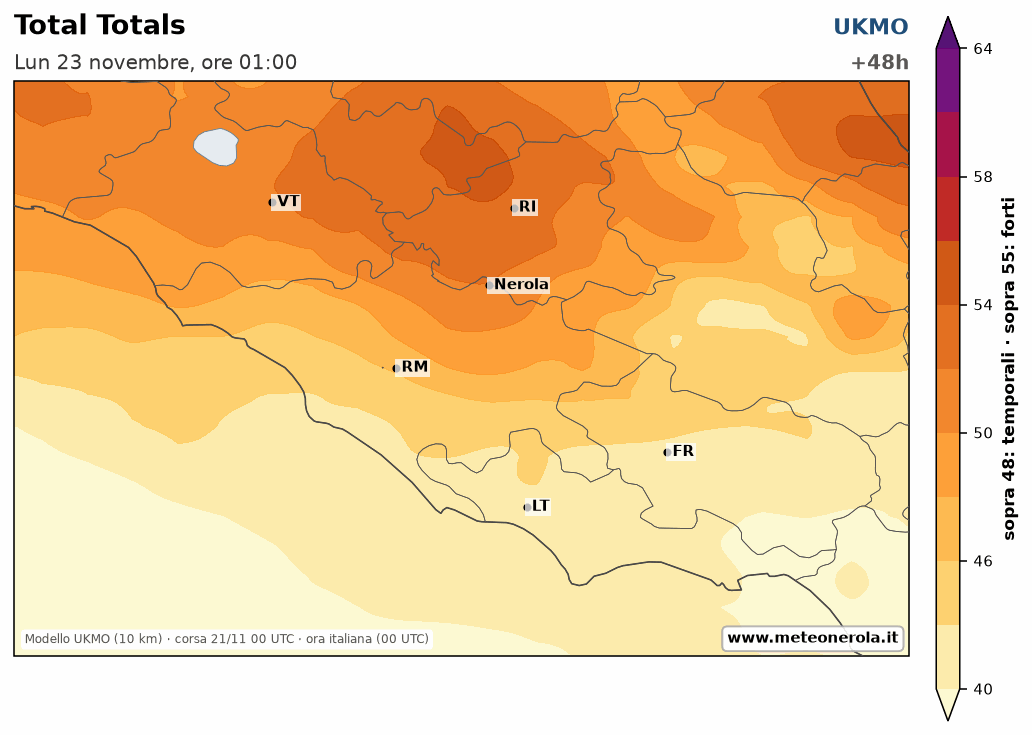 Total Totals
UKMO
Lun 23 novembre, ore 01:00
+48h
64
58
54
50
46
40
sopra 48: temporali · sopra 55: forti
VT
RI
Nerola
RM
FR
LT
Modello UKMO (10 km) · corsa 21/11 00 UTC · ora italiana (00 UTC)
www.meteonerola.it